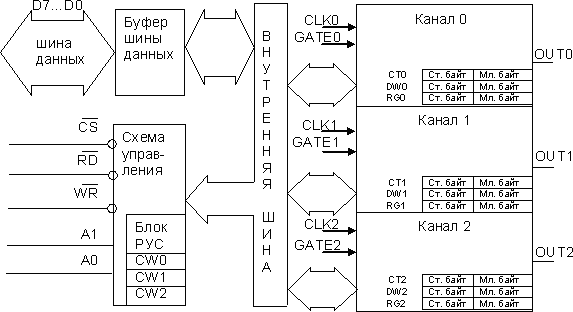 D7...D0
шина
данных
Буфер
шины
данных
ВНУТРЕННЯЯ ШИНА
CS
RD
WR
A1
A0
Схема
управ-
ления
Блок
РУС
CW0
CW1
CW2
CLK0
GATE0
Канал 0
OUT0
CT0 Ст. байт Мл. байт
DW0 Ст. байт Мл. байт
RG0 Ст. байт Мл. байт
CLK1
GATE1
Канал 1
OUT1
CT1 Ст. байт Мл. байт
DW1 Ст. байт Мл. байт
RG1 Ст. байт Мл. байт
CLK2
GATE2
Канал 2
OUT2
CT2 Ст. байт Мл. байт
DW2 Ст. байт Мл. байт
RG2 Ст. байт Мл. байт